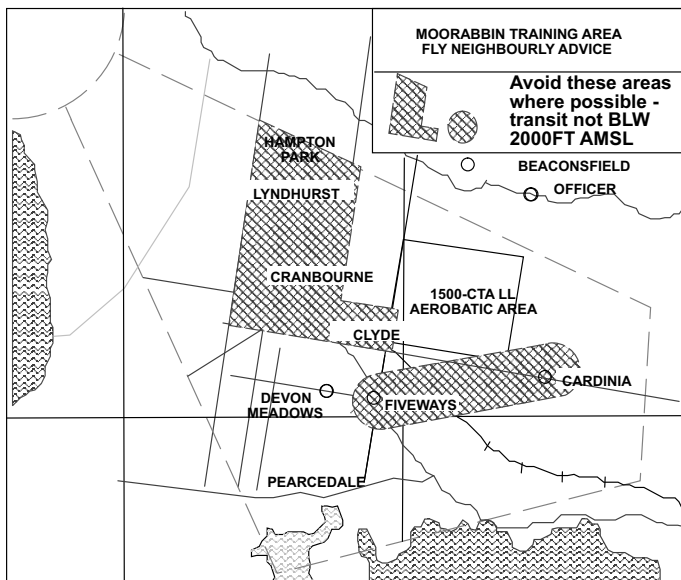 MOORABBIN TRAINING AREA
FLY NEIGHBOURLY ADVICE
Avoid these areas
where possible -
transit not BLW
2000FT AMSL
HAMPTON
PARK
BEACONSFIELD
LYNDHURST
OFFICER
CRANBOURNE
1500-CTA LL
AEROBATIC AREA
CLYDE
CARDINIA
DEVON
MEADOWS
FIVEWAYS
PEARCEDALE